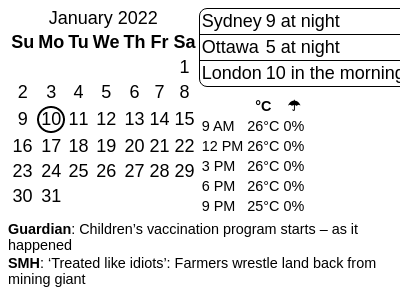 January 2022
Su Mo Tu We Th Fr Sa
1
2 3 4 5 6 7 8
9 10 11 12 13 14 15
16 17 18 19 20 21 22
23 24 25 26 27 28 29
30 31
Sydney 9 at night
Ottawa 5 at night
London 10 in the morning
°C ☂
9 AM 26°C 0%
12 PM 26°C 0%
3 PM 26°C 0%
6 PM 26°C 0%
9 PM 25°C 0%
Guardian: Children’s vaccination program starts – as it
happened
SMH: ‘Treated like idiots’: Farmers wrestle land back from
mining giant